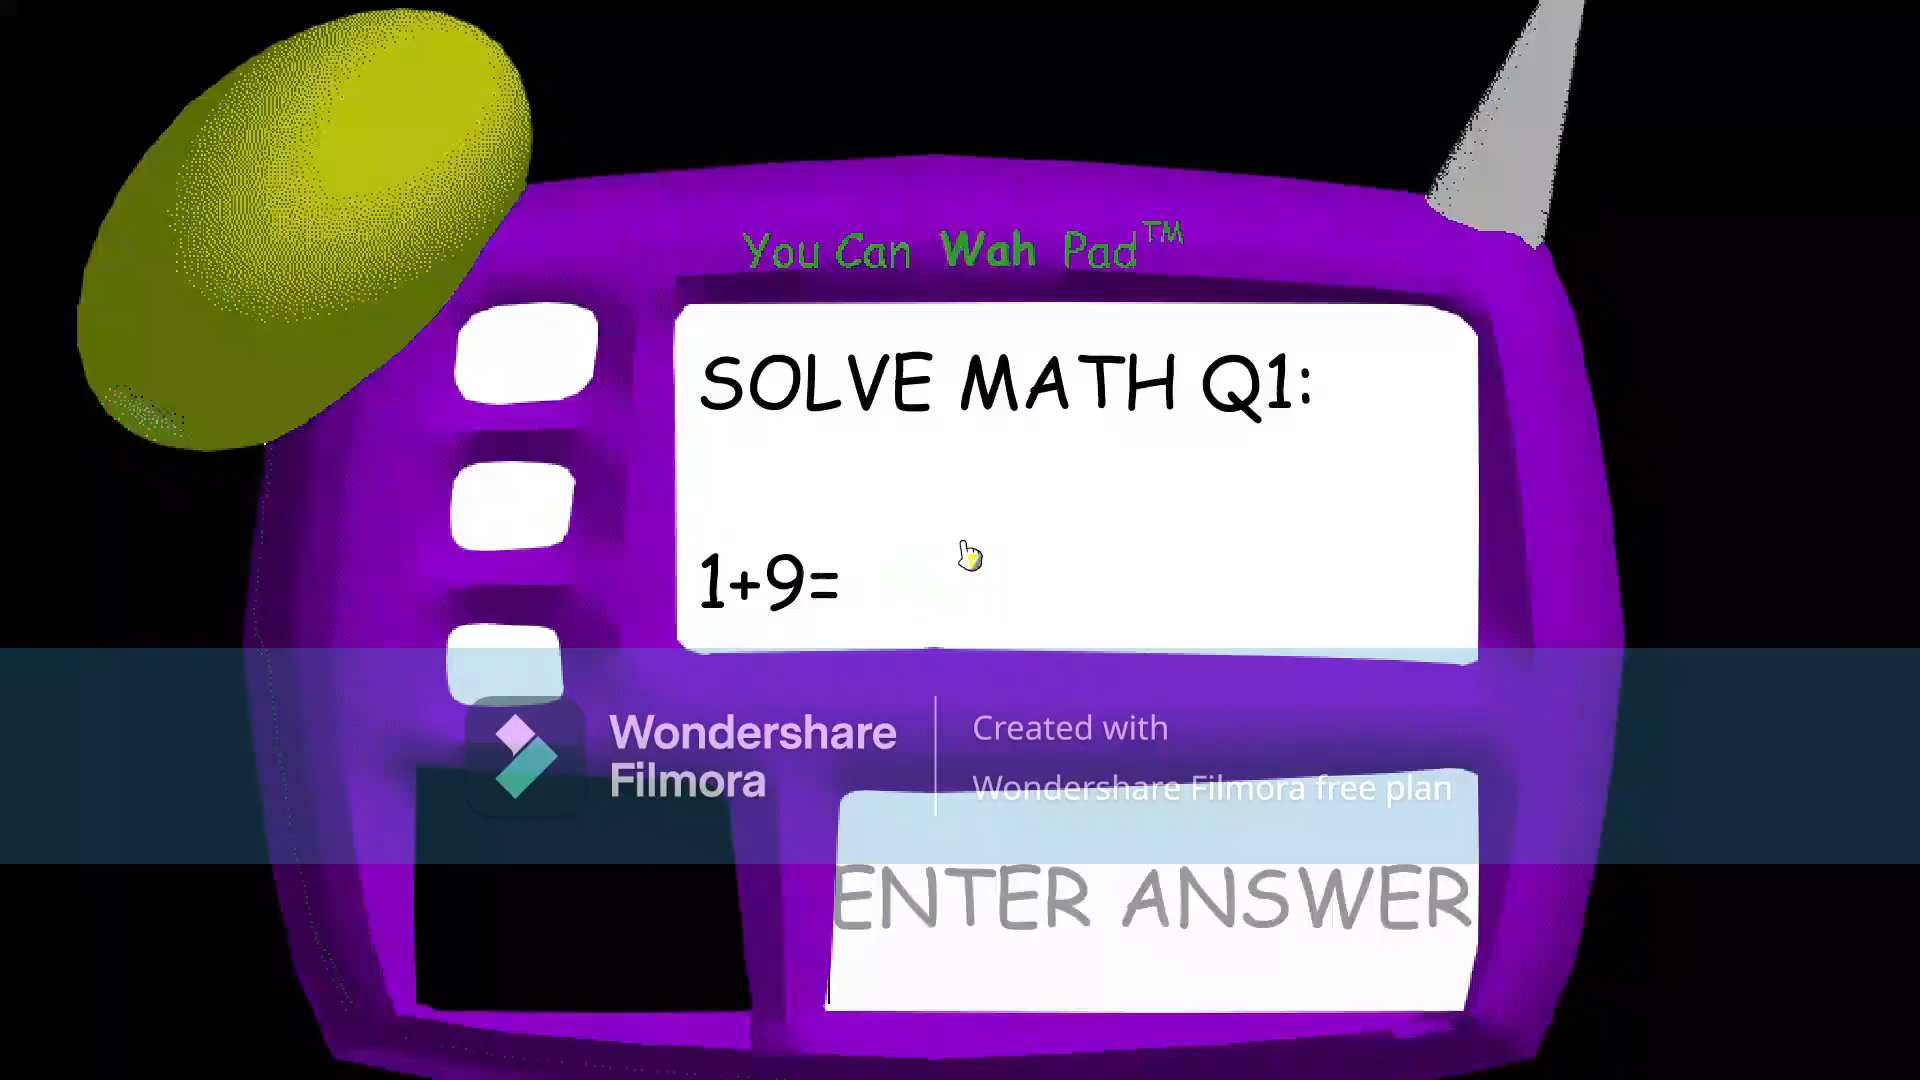 You Can Wah Pad™
SOLVE MATH Q1:
1+9=
Wondershare
Filmora
Created with
Wondershare Filmora free plan
ENTER ANSWER